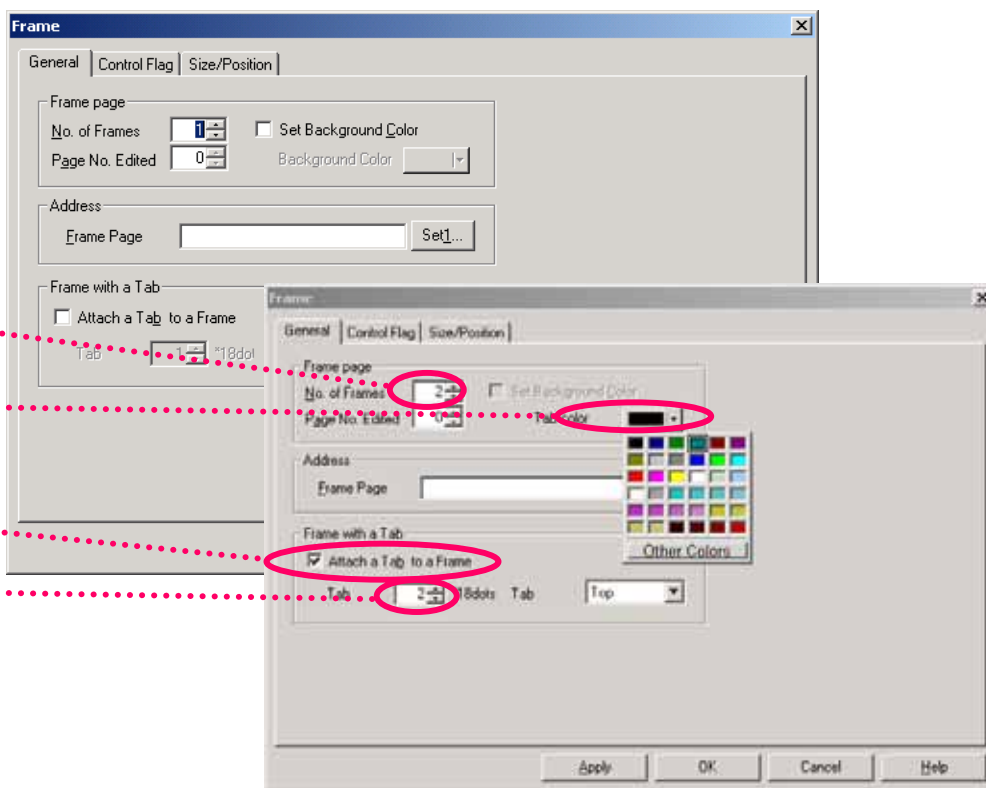 Frame
General Control Flag Size/Position
Frame page
No. of Frames 1 Set Background Color
Page No. Edited 0 Background Color
Address
Frame Page Set1...
Frame with a Tab
Attach a Tab to a Frame
Tab 1 *18dot
Frame
General Control Flag Size/Position
Frame page
No. of Frames 2 Set Background Color
Page No. Edited 0 Tab color
Address
Frame Page
Other Colors
Frame with a Tab
Attach a Tab to a Frame
Tab 2 *18dots Tab Top
Apply OK Cancel Help